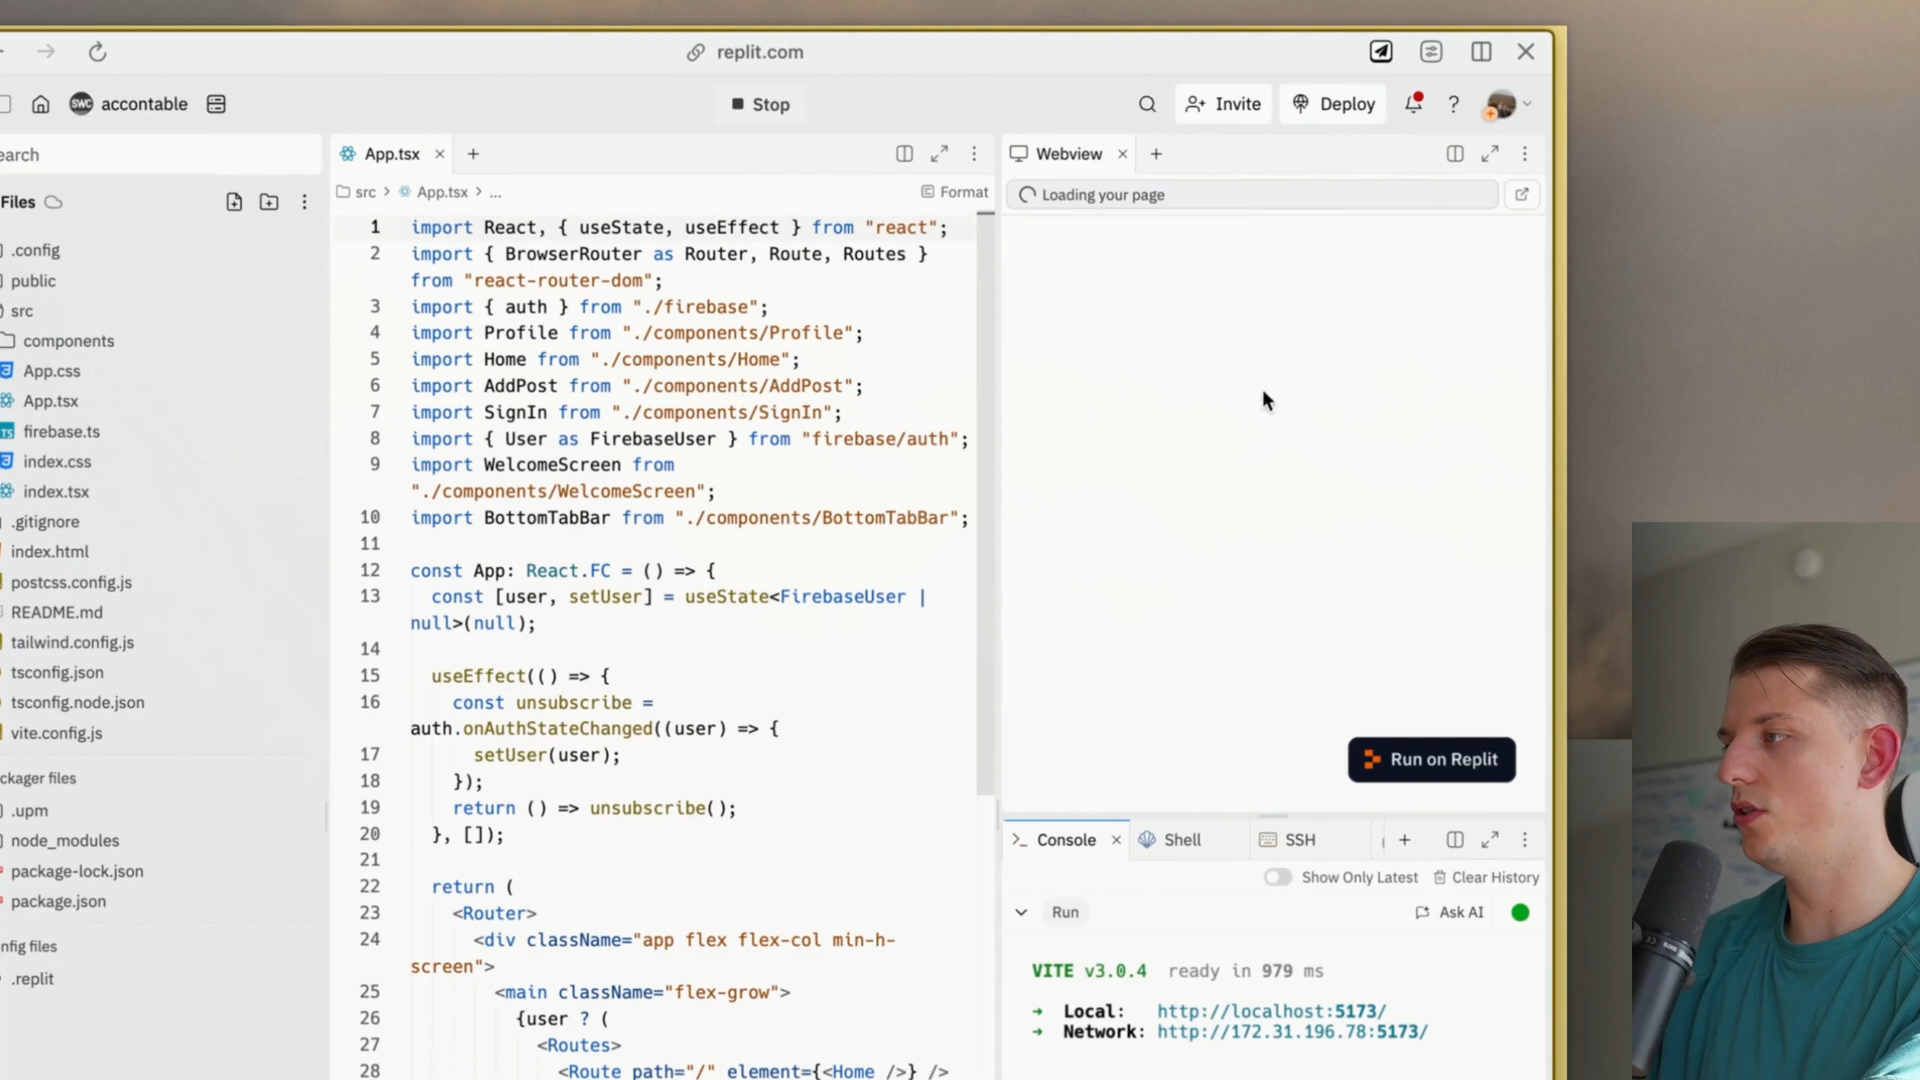 replit.com
SWC accontable
Stop
Invite
Deploy
?
earch
Files
.config
public
src
components
App.css
App.tsx
TS firebase.ts
index.css
index.tsx
.gitignore
index.html
postcss.config.js
README.md
tailwind.config.js
tsconfig.json
tsconfig.node.json
vite.config.js
ckager files
.upm
node_modules
package-lock.json
package.json
nfig files
.replit
App.tsx
src > App.tsx > ...
Format
1 import React, { useState, useEffect } from "react";
2 import { BrowserRouter as Router, Route, Routes }
from "react-router-dom";
3 import { auth } from "./firebase";
4 import Profile from "./components/Profile";
5 import Home from "./components/Home";
6 import AddPost from "./components/AddPost";
7 import SignIn from "./components/SignIn";
8 import { User as FirebaseUser } from "firebase/auth";
9 import WelcomeScreen from
"./components/WelcomeScreen";
10 import BottomTabBar from "./components/BottomTabBar";
11
12 const App: React.FC = () => {
13 const [user, setUser] = useState<FirebaseUser |
null>(null);
14
15 useEffect(() => {
16 const unsubscribe =
auth.onAuthStateChanged((user) => {
17 setUser(user);
18 });
19 return () => unsubscribe();
20 }, []);
21
22 return (
23 <Router>
24 <div className="app flex flex-col min-h-
screen">
25 <main className="flex-grow">
26 {user ? (
27 <Routes>
28 <Route path="/" element={<Home />} />
Webview
Loading your page
Run on Replit
Console
Shell
SSH
Show Only Latest
Clear History
Run
Ask AI
VITE v3.0.4 ready in 979 ms
➜ Local: http://localhost:5173/
➜ Network: http://172.31.196.78:5173/